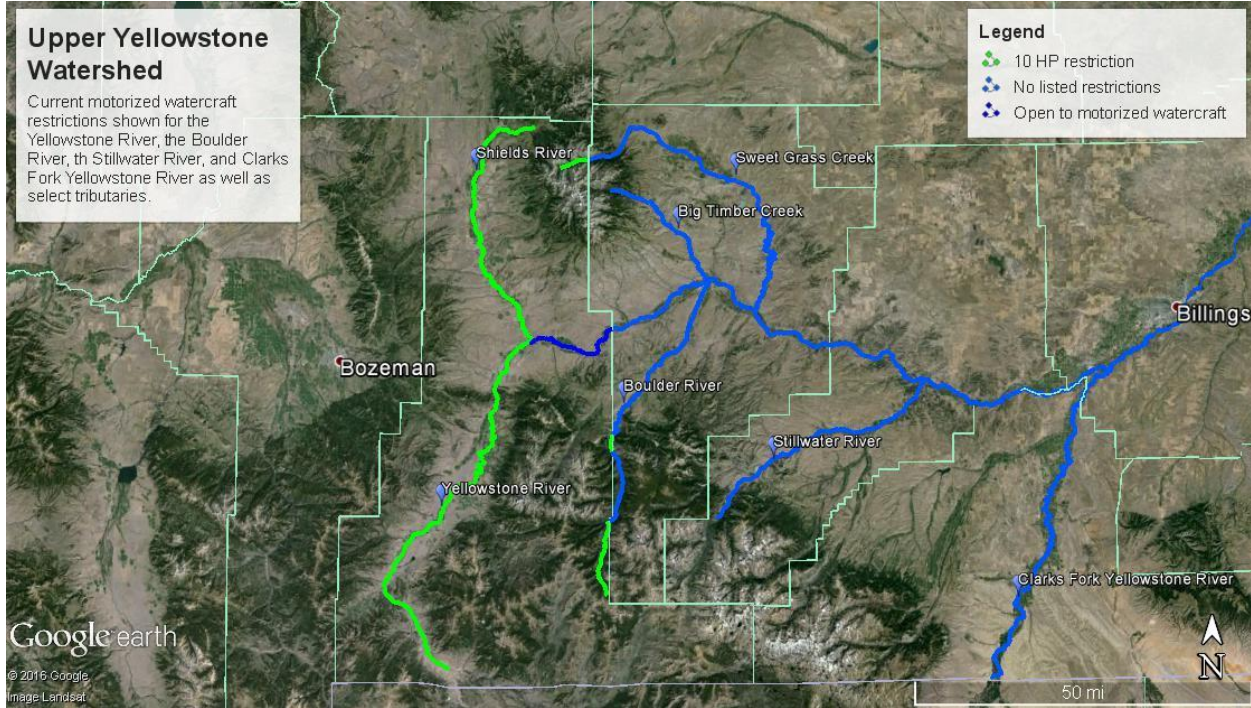 Upper Yellowstone
Watershed
Current motorized watercraft
restrictions shown for the
Yellowstone River, the Boulder
River, th Stillwater River, and Clarks
Fork Yellowstone River as well as
select tributaries.
Legend
10 HP restriction
No listed restrictions
Open to motorized watercraft
Shields River
Sweet Grass Creek
Big Timber Creek
Billings
Bozeman
Boulder River
Stillwater River
Yellowstone River
Clarks Fork Yellowstone River
Google earth
© 2016 Google
Image Landsat
N
50 mi